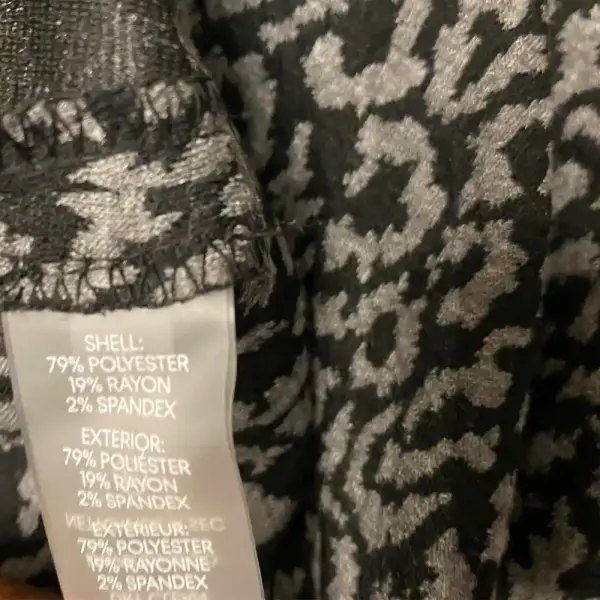 SHELL:
79% POLYESTER
19% RAYON
2% SPANDEX
EXTERIOR:
79% POLIÉSTER
19% RAYON
2% SPANDEX
EXTÉRIEUR:
79% POLYESTER
19% RAYONNE
2% SPANDEX